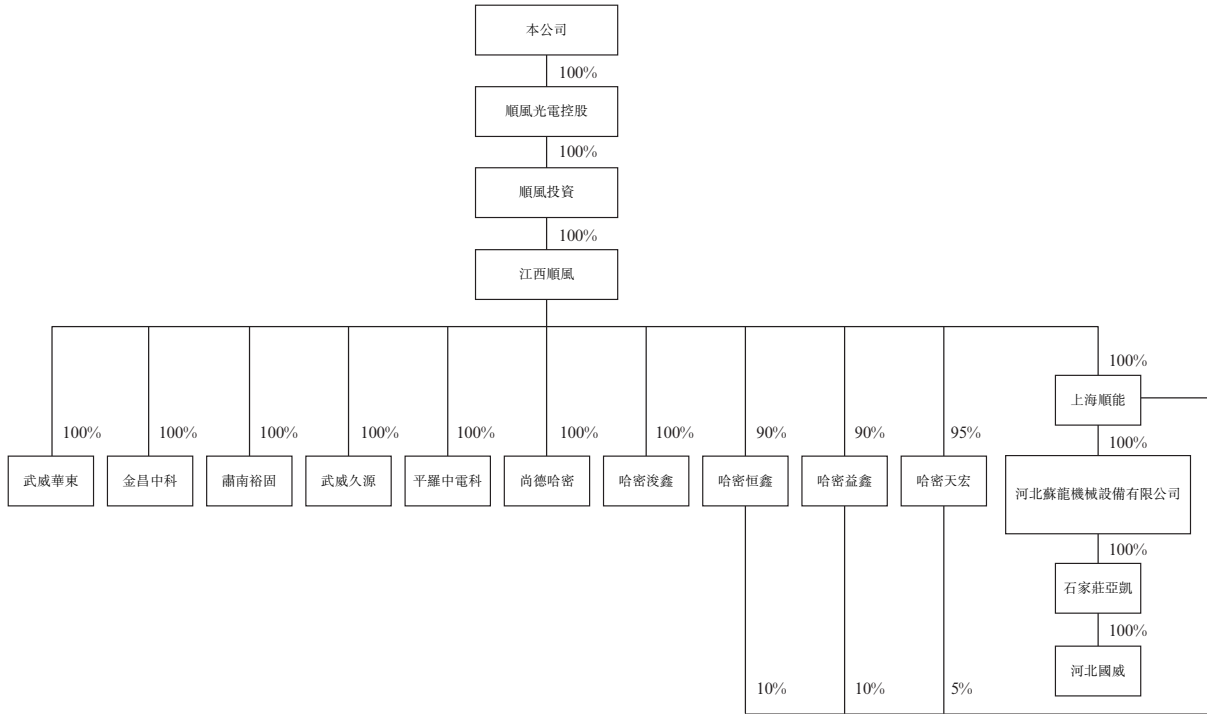 本公司
100%
順風光電控股
100%
順風投資
100%
江西順風
100%
上海順能
100% 100% 100% 100% 100% 100% 100% 90% 90% 95% 100%
武威華東 金昌中科 肅南裕固 武威久源 平羅中電科 尚德哈密 哈密浚鑫 哈密恒鑫 哈密益鑫 哈密天宏 河北蘇龍機械設備有限公司
100%
石家莊亞凱
100%
河北國威
10% 10% 5%